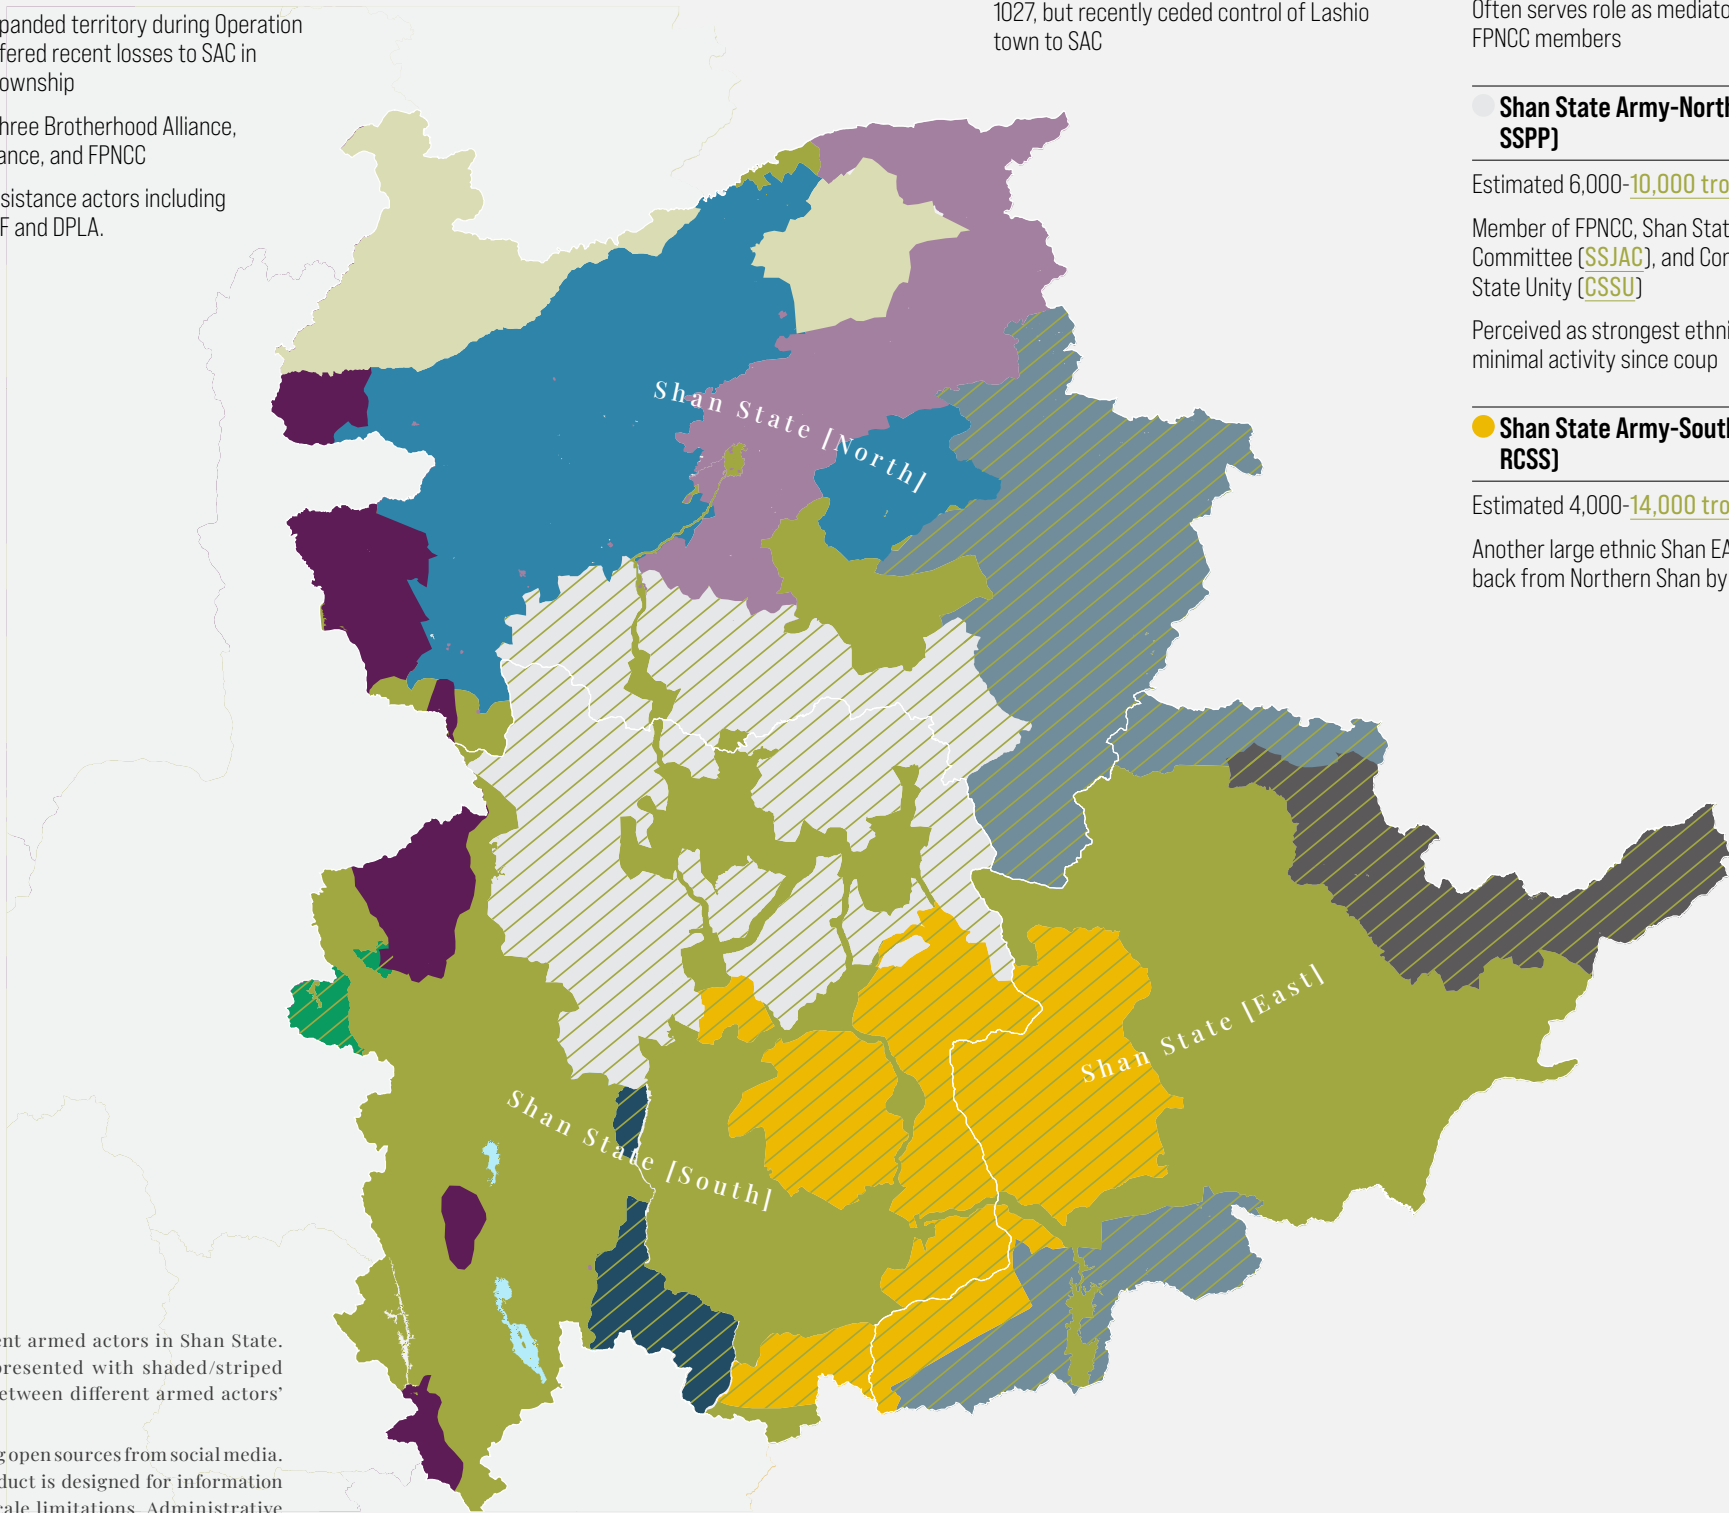 panded territory during Operation
ffered recent losses to SAC in
ownship
hree Brotherhood Alliance,
ance, and FPNCC
sistance actors including
F and DPLA.
1027, but recently ceded control of Lashio
town to SAC
Often serves role as mediato
FPNCC members
Shan State Army-North
SSPP)
Estimated 6,000-10,000 tro
Member of FPNCC, Shan Stat
Committee (SSJAC), and Con
State Unity (CSSU)
Perceived as strongest ethni
minimal activity since coup
Shan State Army-South
RCSS)
Estimated 4,000-14,000 tro
Another large ethnic Shan EA
back from Northern Shan by
Shan State [North]
Shan State [East]
Shan State [South]
ent armed actors in Shan State.
presented with shaded/striped
etween different armed actors’
g open sources from social media.
duct is designed for information
cale limitations. Administrative